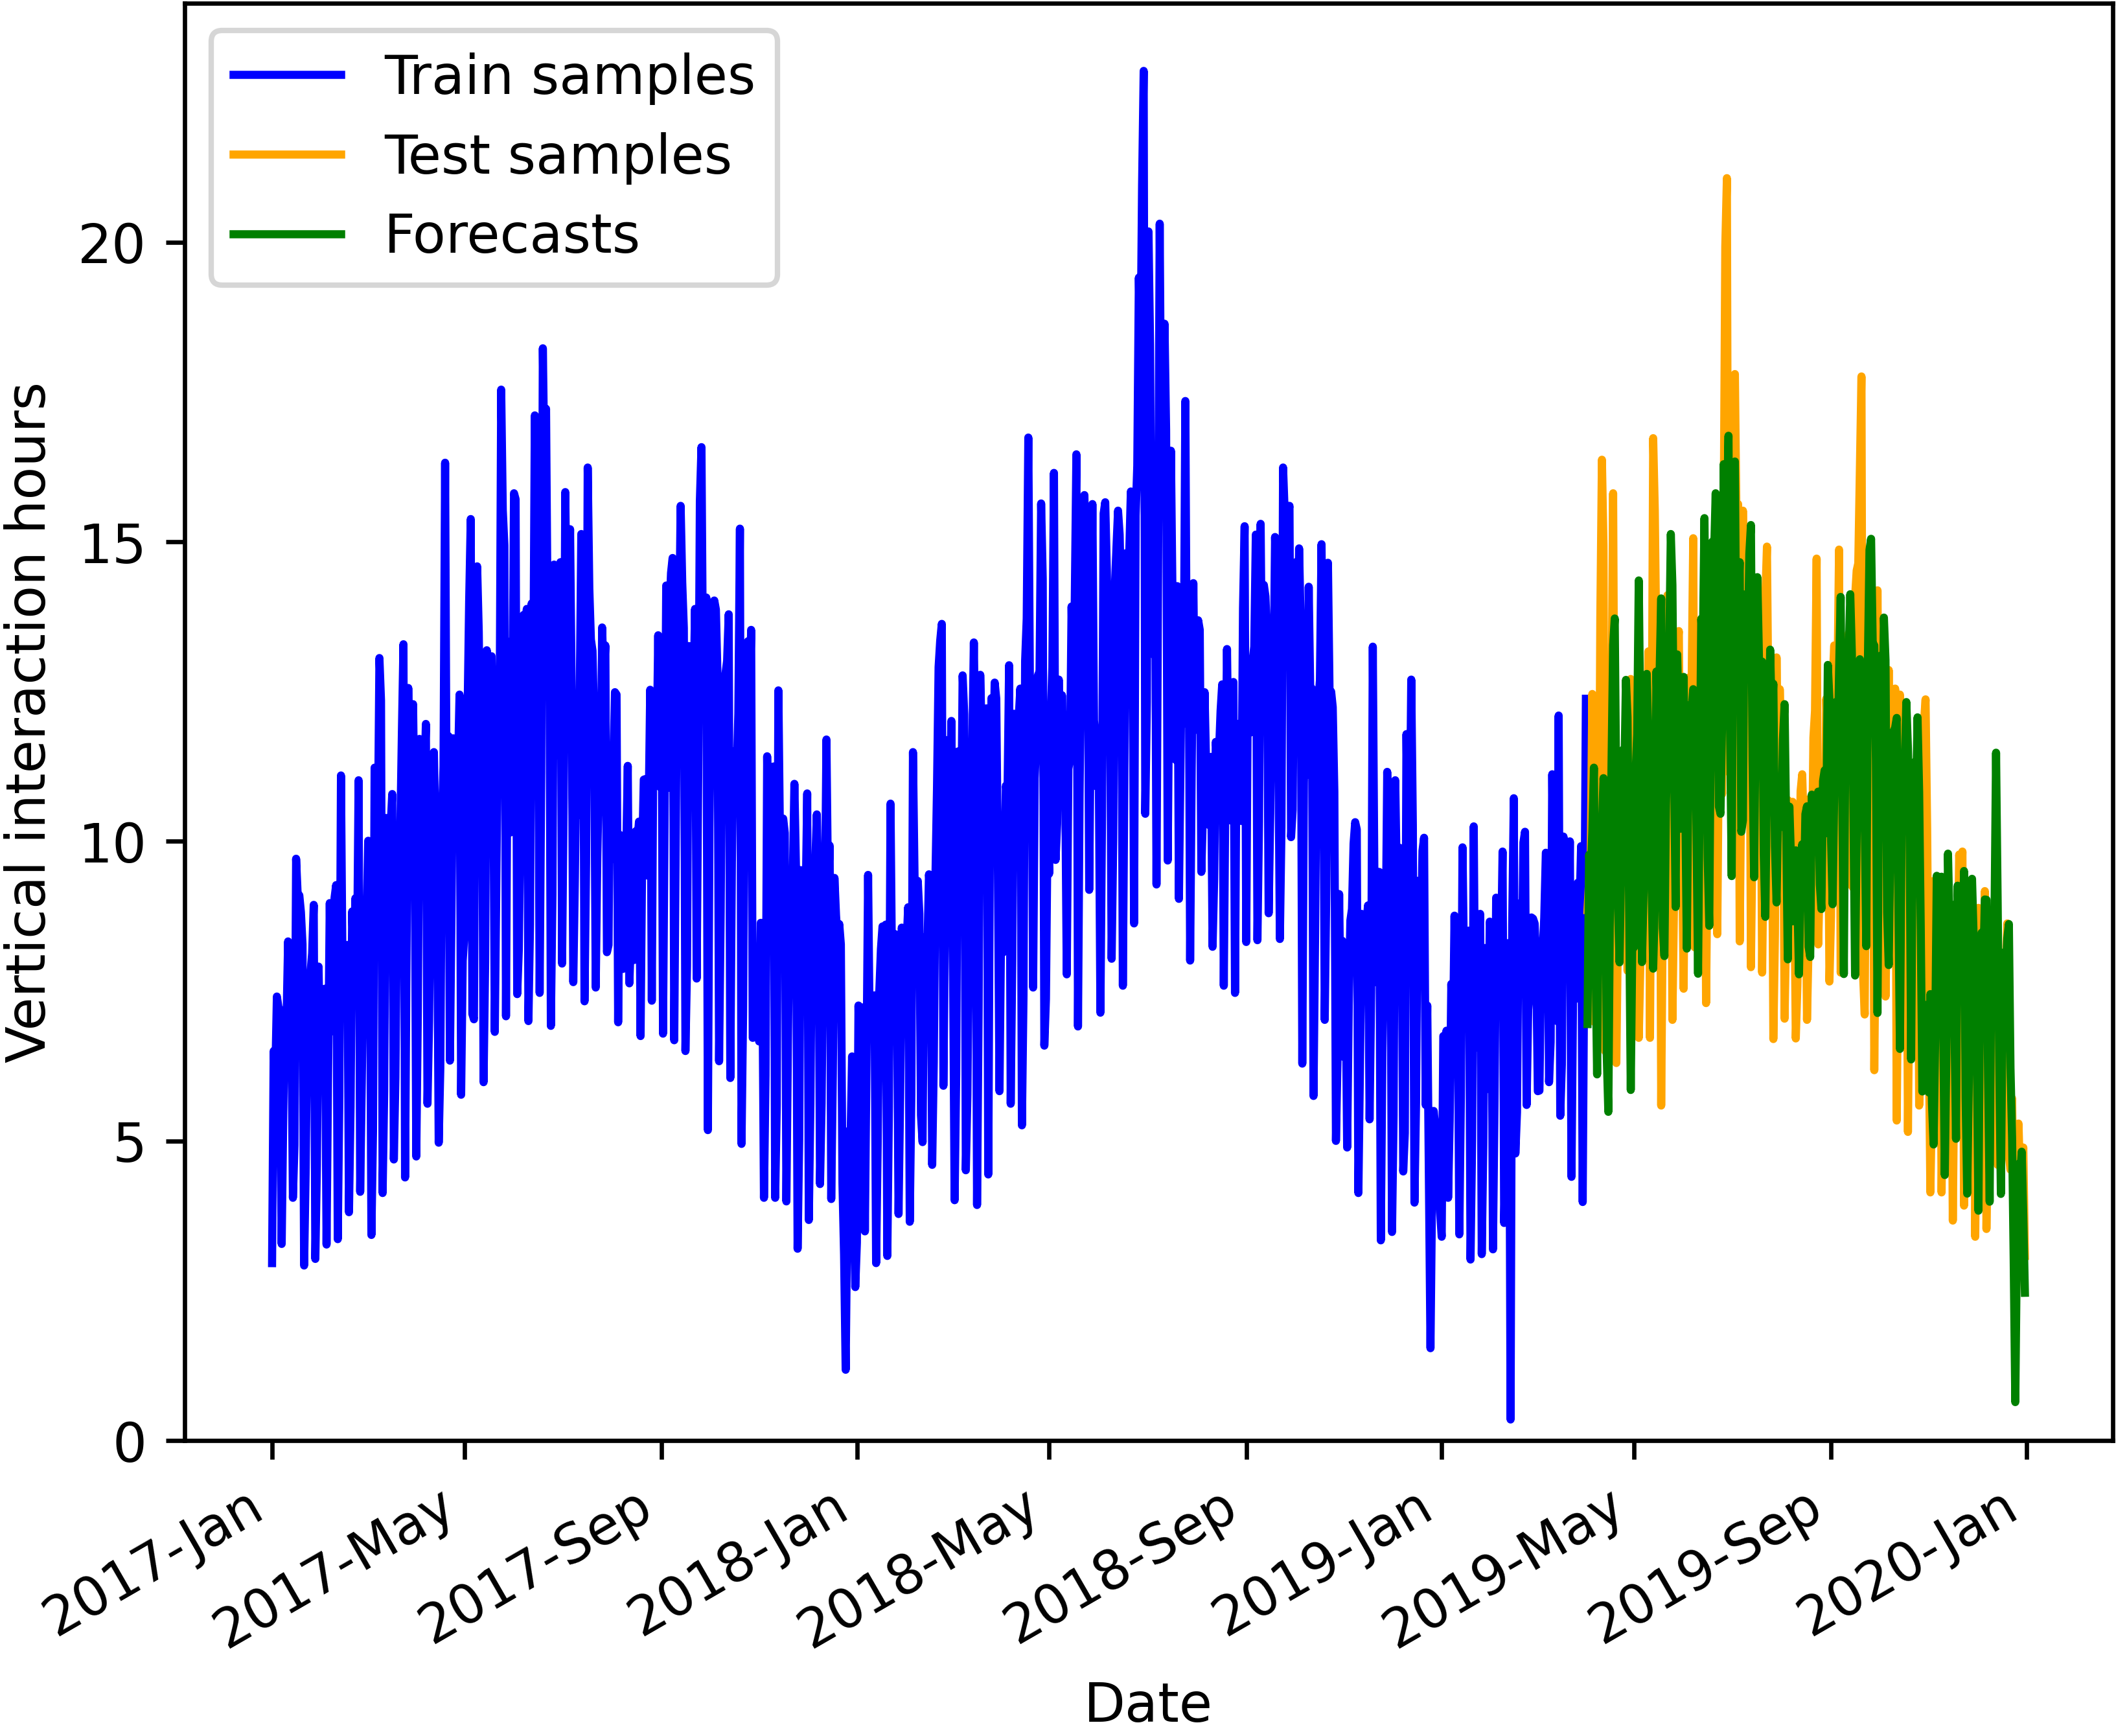 Train samples
Test samples
Forecasts
Vertical interaction hours
20
15
10
5
0
2017-Jan
2017-May
2017-Sep
2018-Jan
2018-May
2018-Sep
2019-Jan
2019-May
2019-Sep
2020-Jan
Date